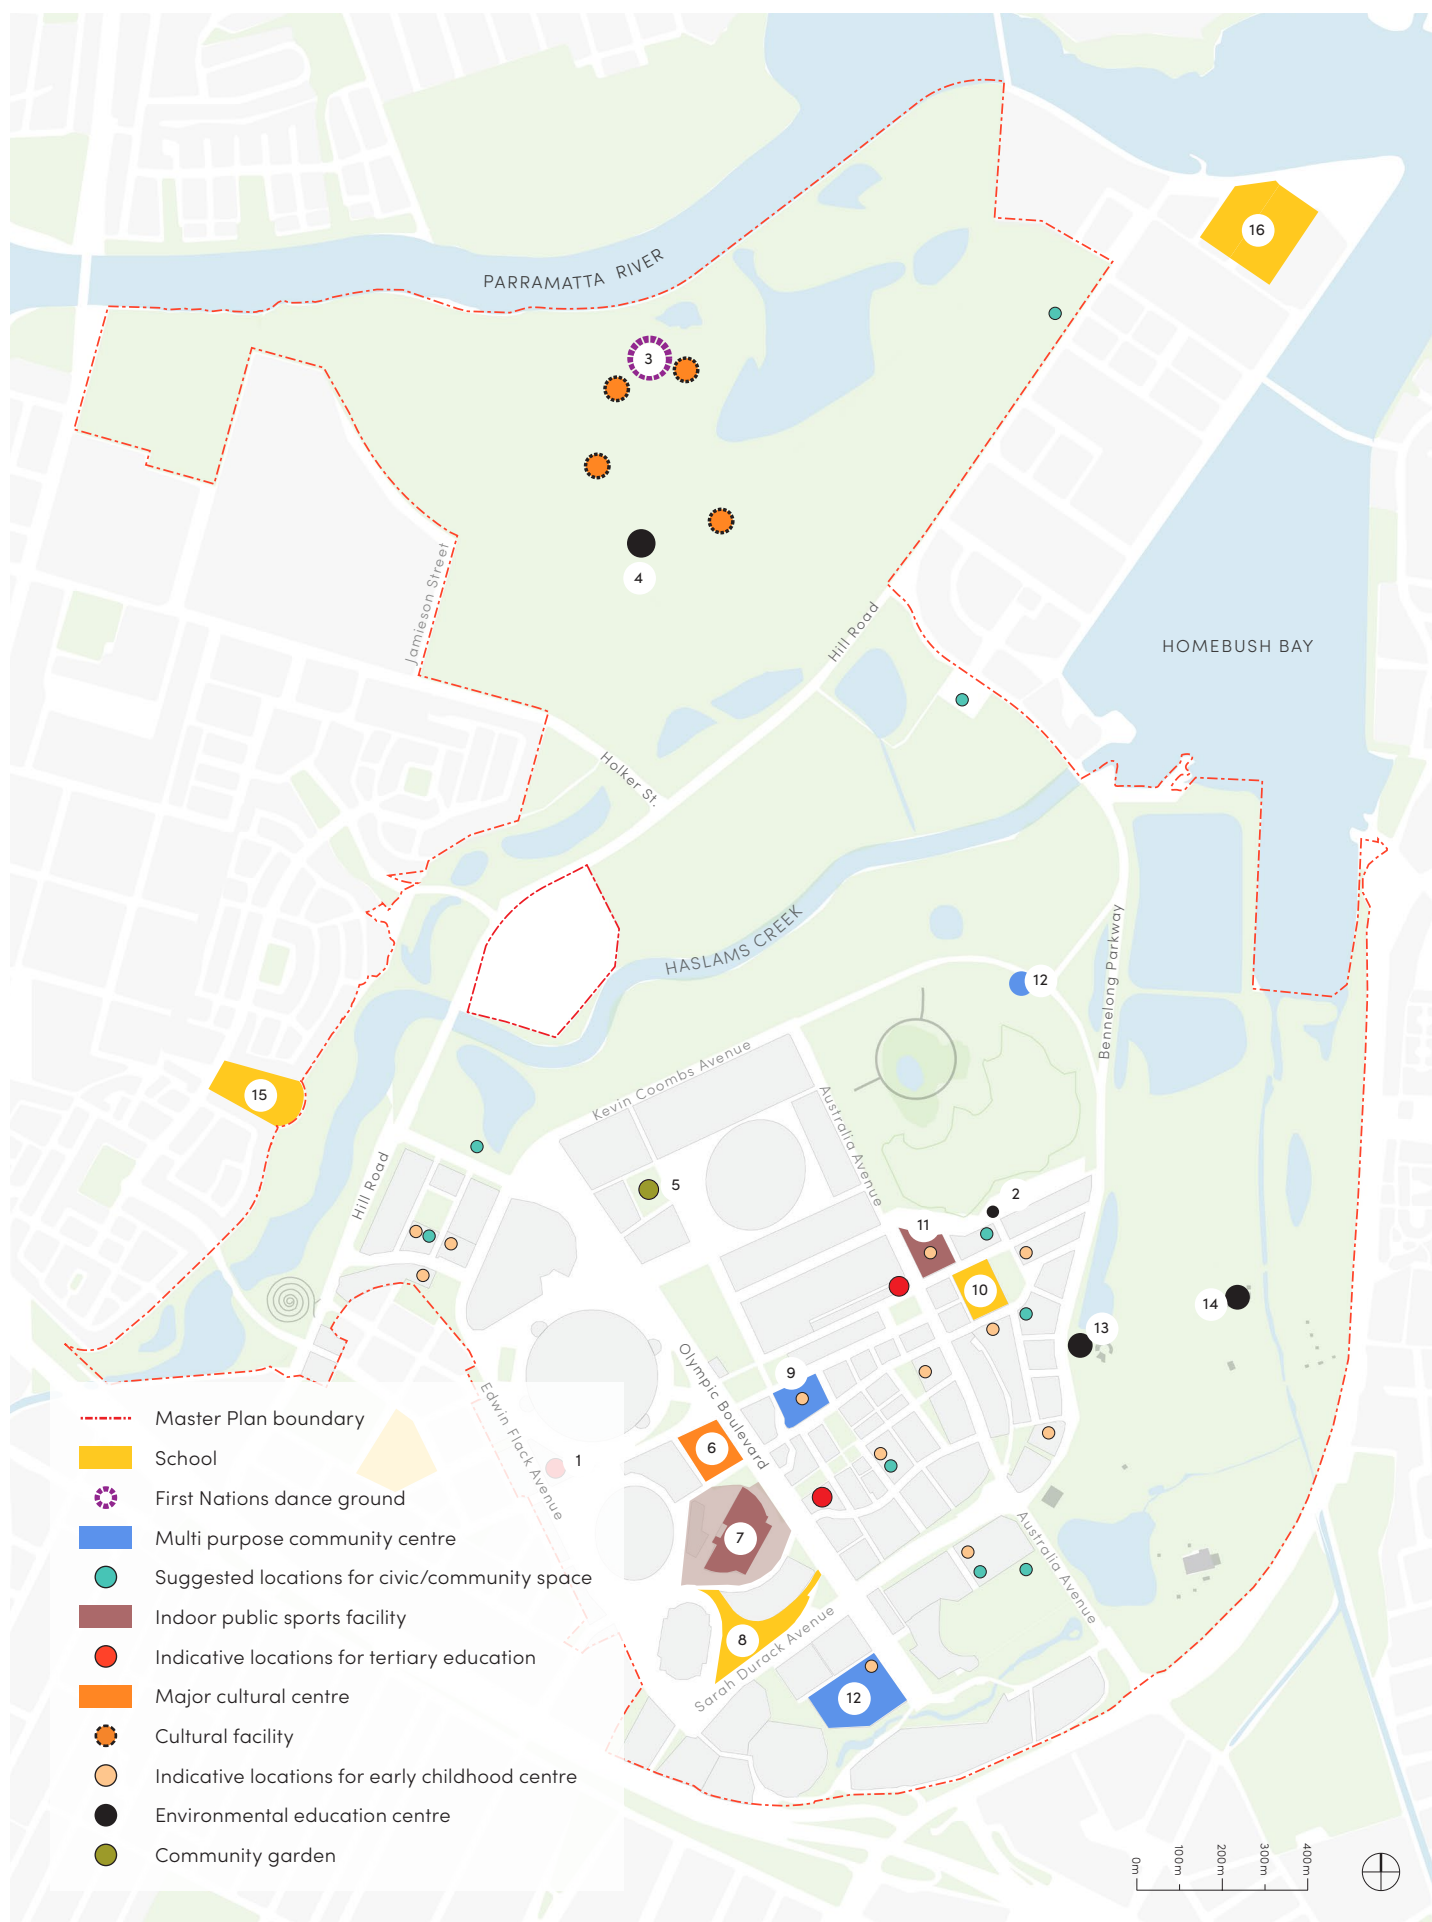 16
PARRAMATTA RIVER
3
4
Jamieson Street
Hill Road
HOMEBUSH BAY
Holker St.
HASLAMS CREEK
Bennelong Parkway
12
Kevin Coombs Avenue
Australia Avenue
15
Hill Road
5
2
11
10
14
13
Olympic Boulevard
9
Edwin Flack Avenue
6
1
7
Australia Avenue
8
Sarah Durack Avenue
12
Master Plan boundary
School
First Nations dance ground
Multi purpose community centre
Suggested locations for civic/community space
Indoor public sports facility
Indicative locations for tertiary education
Major cultural centre
Cultural facility
Indicative locations for early childhood centre
Environmental education centre
Community garden
0m
100m
200m
300m
400m